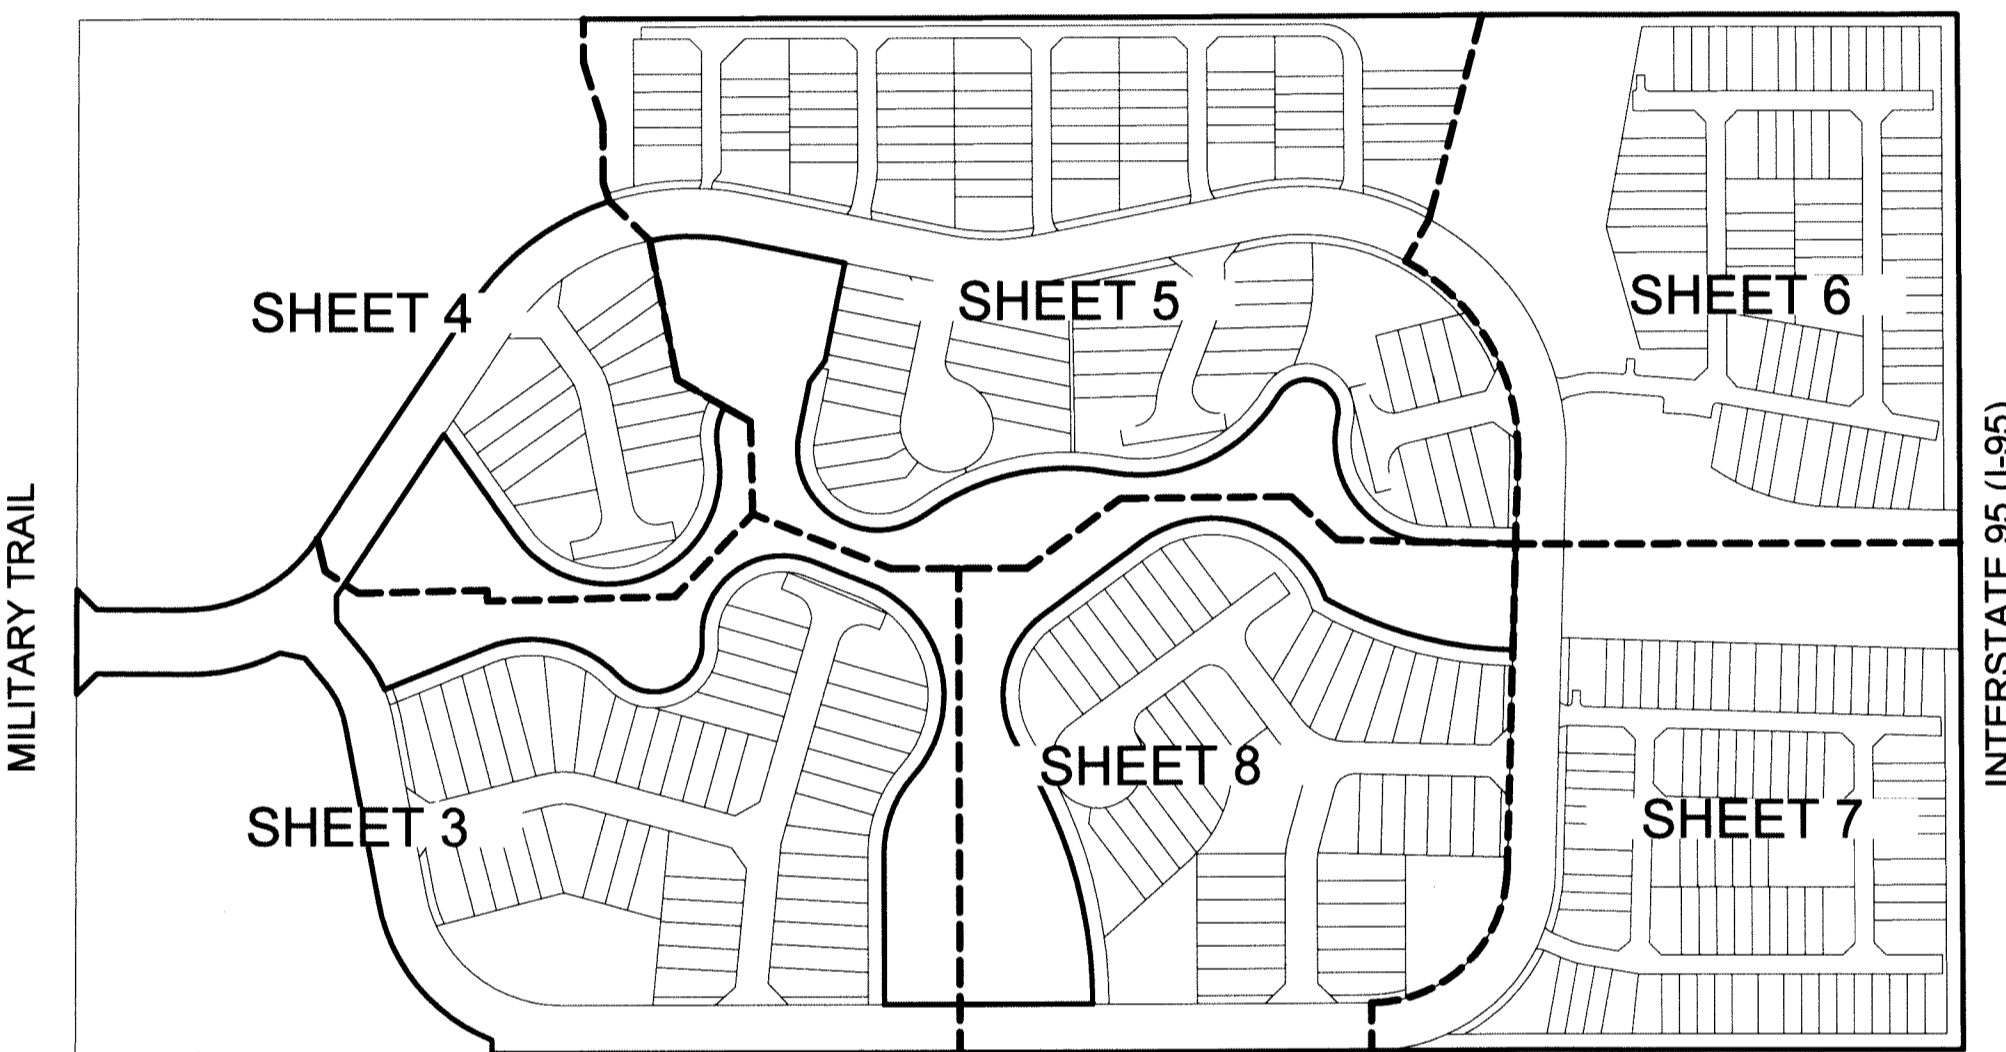 SHEET 4
SHEET 5
SHEET 6
MILITARY TRAIL
INTERSTATE 95 (I-95)
SHEET 8
SHEET 3
SHEET 7